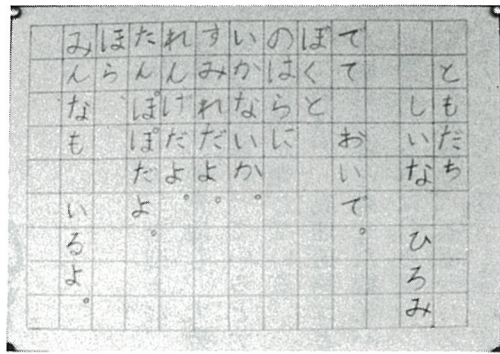 ともだち
しいな ひろみ
でて おいで。
ぼくと
のはらに
いかないか。
すみれだよ。
れんげだよ。
たんぽぽだよ。
ほら
みんなも いるよ。